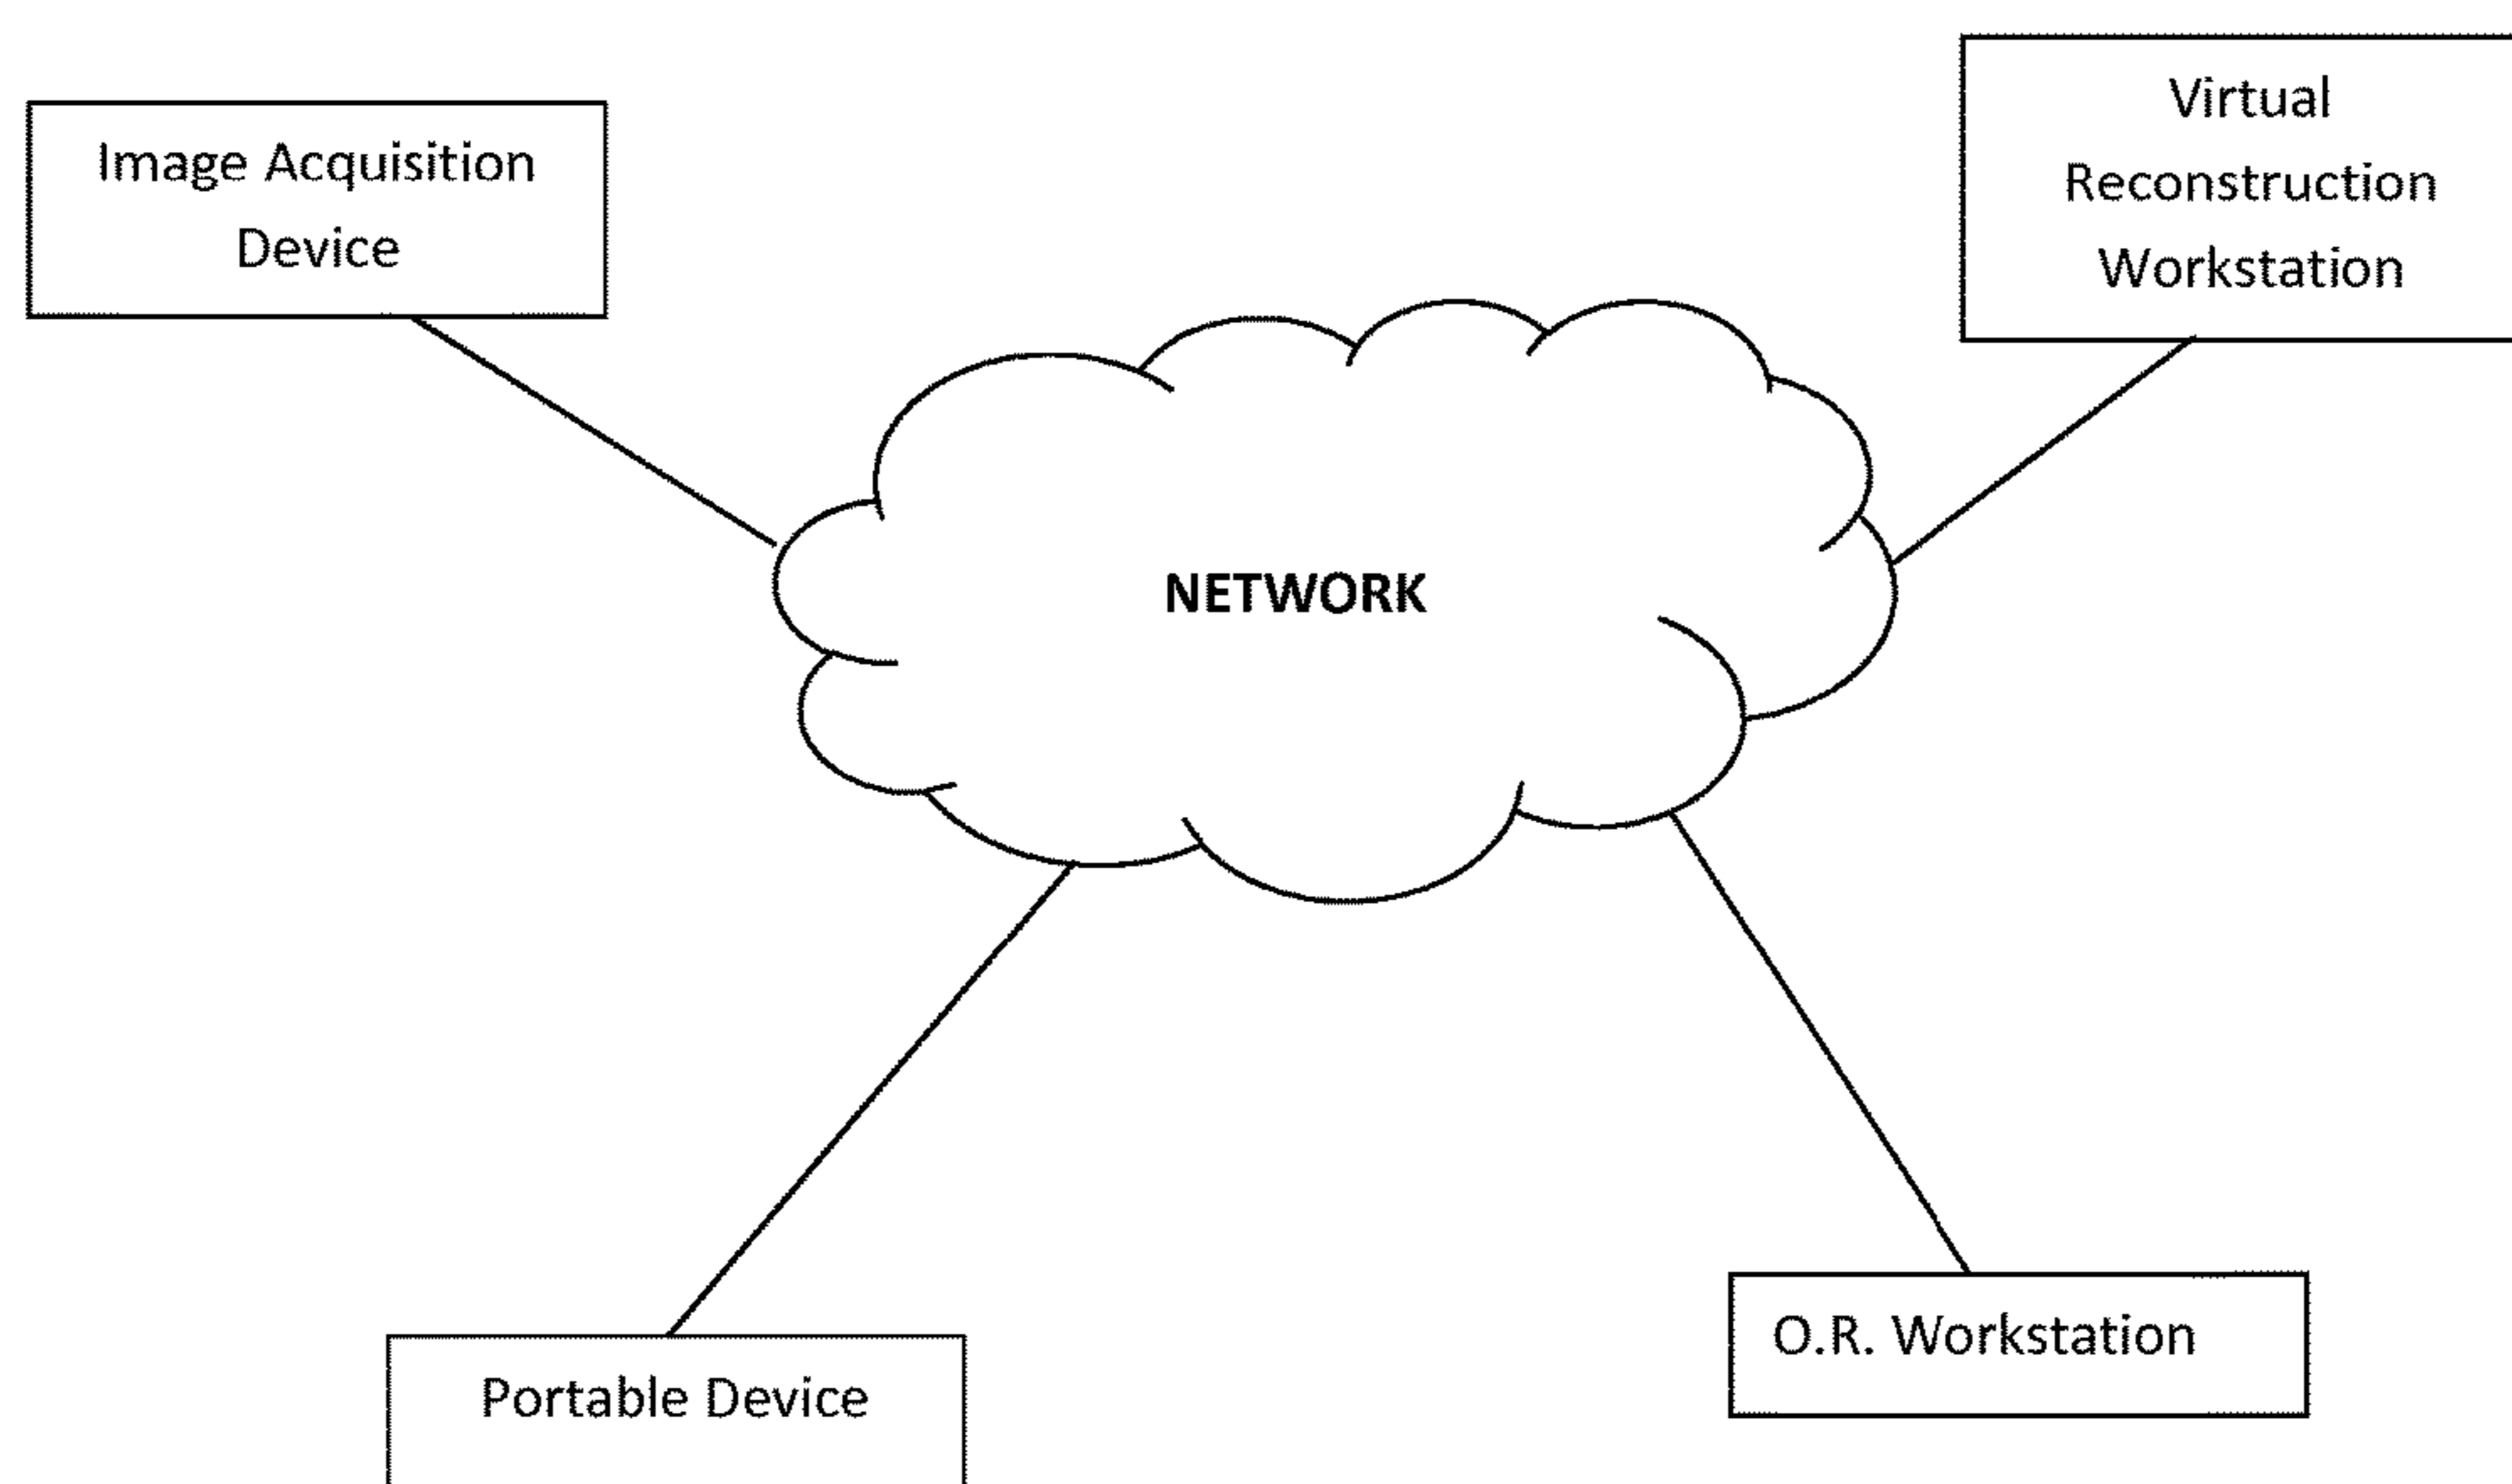 Image Acquisition
Device
Virtual
Reconstruction
Workstation
NETWORK
Portable Device
O.R. Workstation